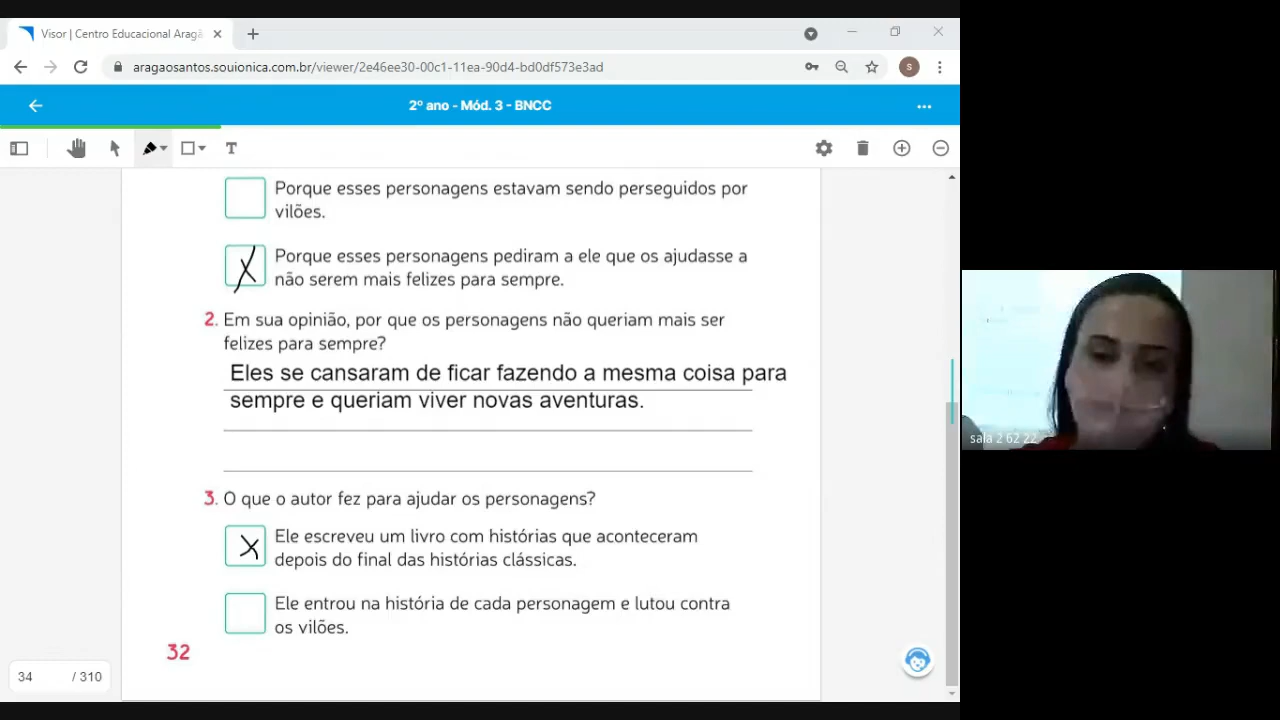 Visor | Centro Educacional Aragã
aragaosantos.souionica.com.br/viewer/2e46ee30-00c1-11ea-90d4-bd0df573e3ad
S
2º ano - Mód. 3 - BNCC
T
Porque esses personagens estavam sendo perseguidos por
vilões.
X
Porque esses personagens pediram a ele que os ajudasse a
não serem mais felizes para sempre.
2. Em sua opinião, por que os personagens não queriam mais ser
felizes para sempre?
Eles se cansaram de ficar fazendo a mesma coisa para
sempre e queriam viver novas aventuras.
3. O que o autor fez para ajudar os personagens?
X
Ele escreveu um livro com histórias que aconteceram
depois do final das histórias clássicas.
Ele entrou na história de cada personagem e lutou contra
os vilões.
32
34 / 310
sala 2 62 22